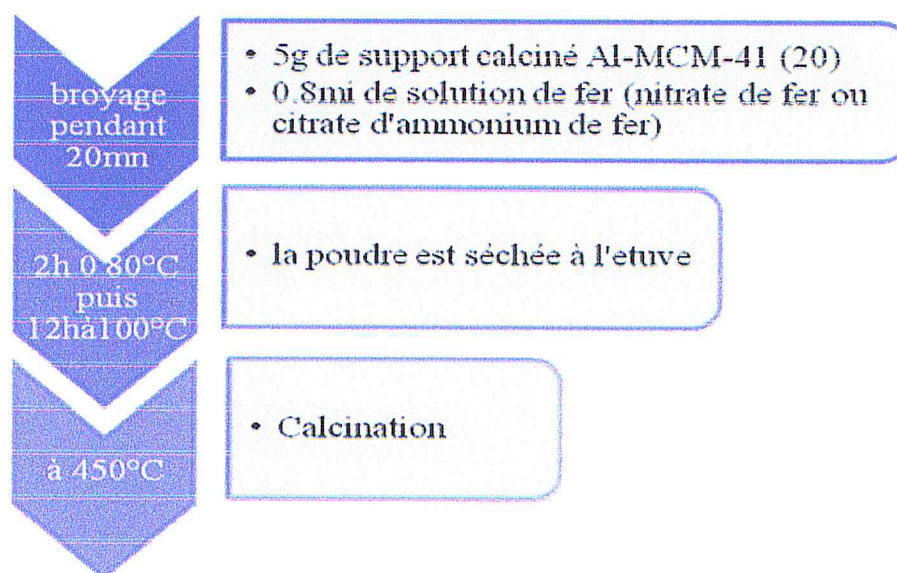 broyage
pendant
20mn
• 5g de support calciné Al-MCM-41 (20)
• 0.8mi de solution de fer (nitrate de fer ou
citrate d'ammonium de fer)
2h 0 80°C
puis
12hà100°C
• la poudre est séchée à l'etuve
à 450°C
• Calcination